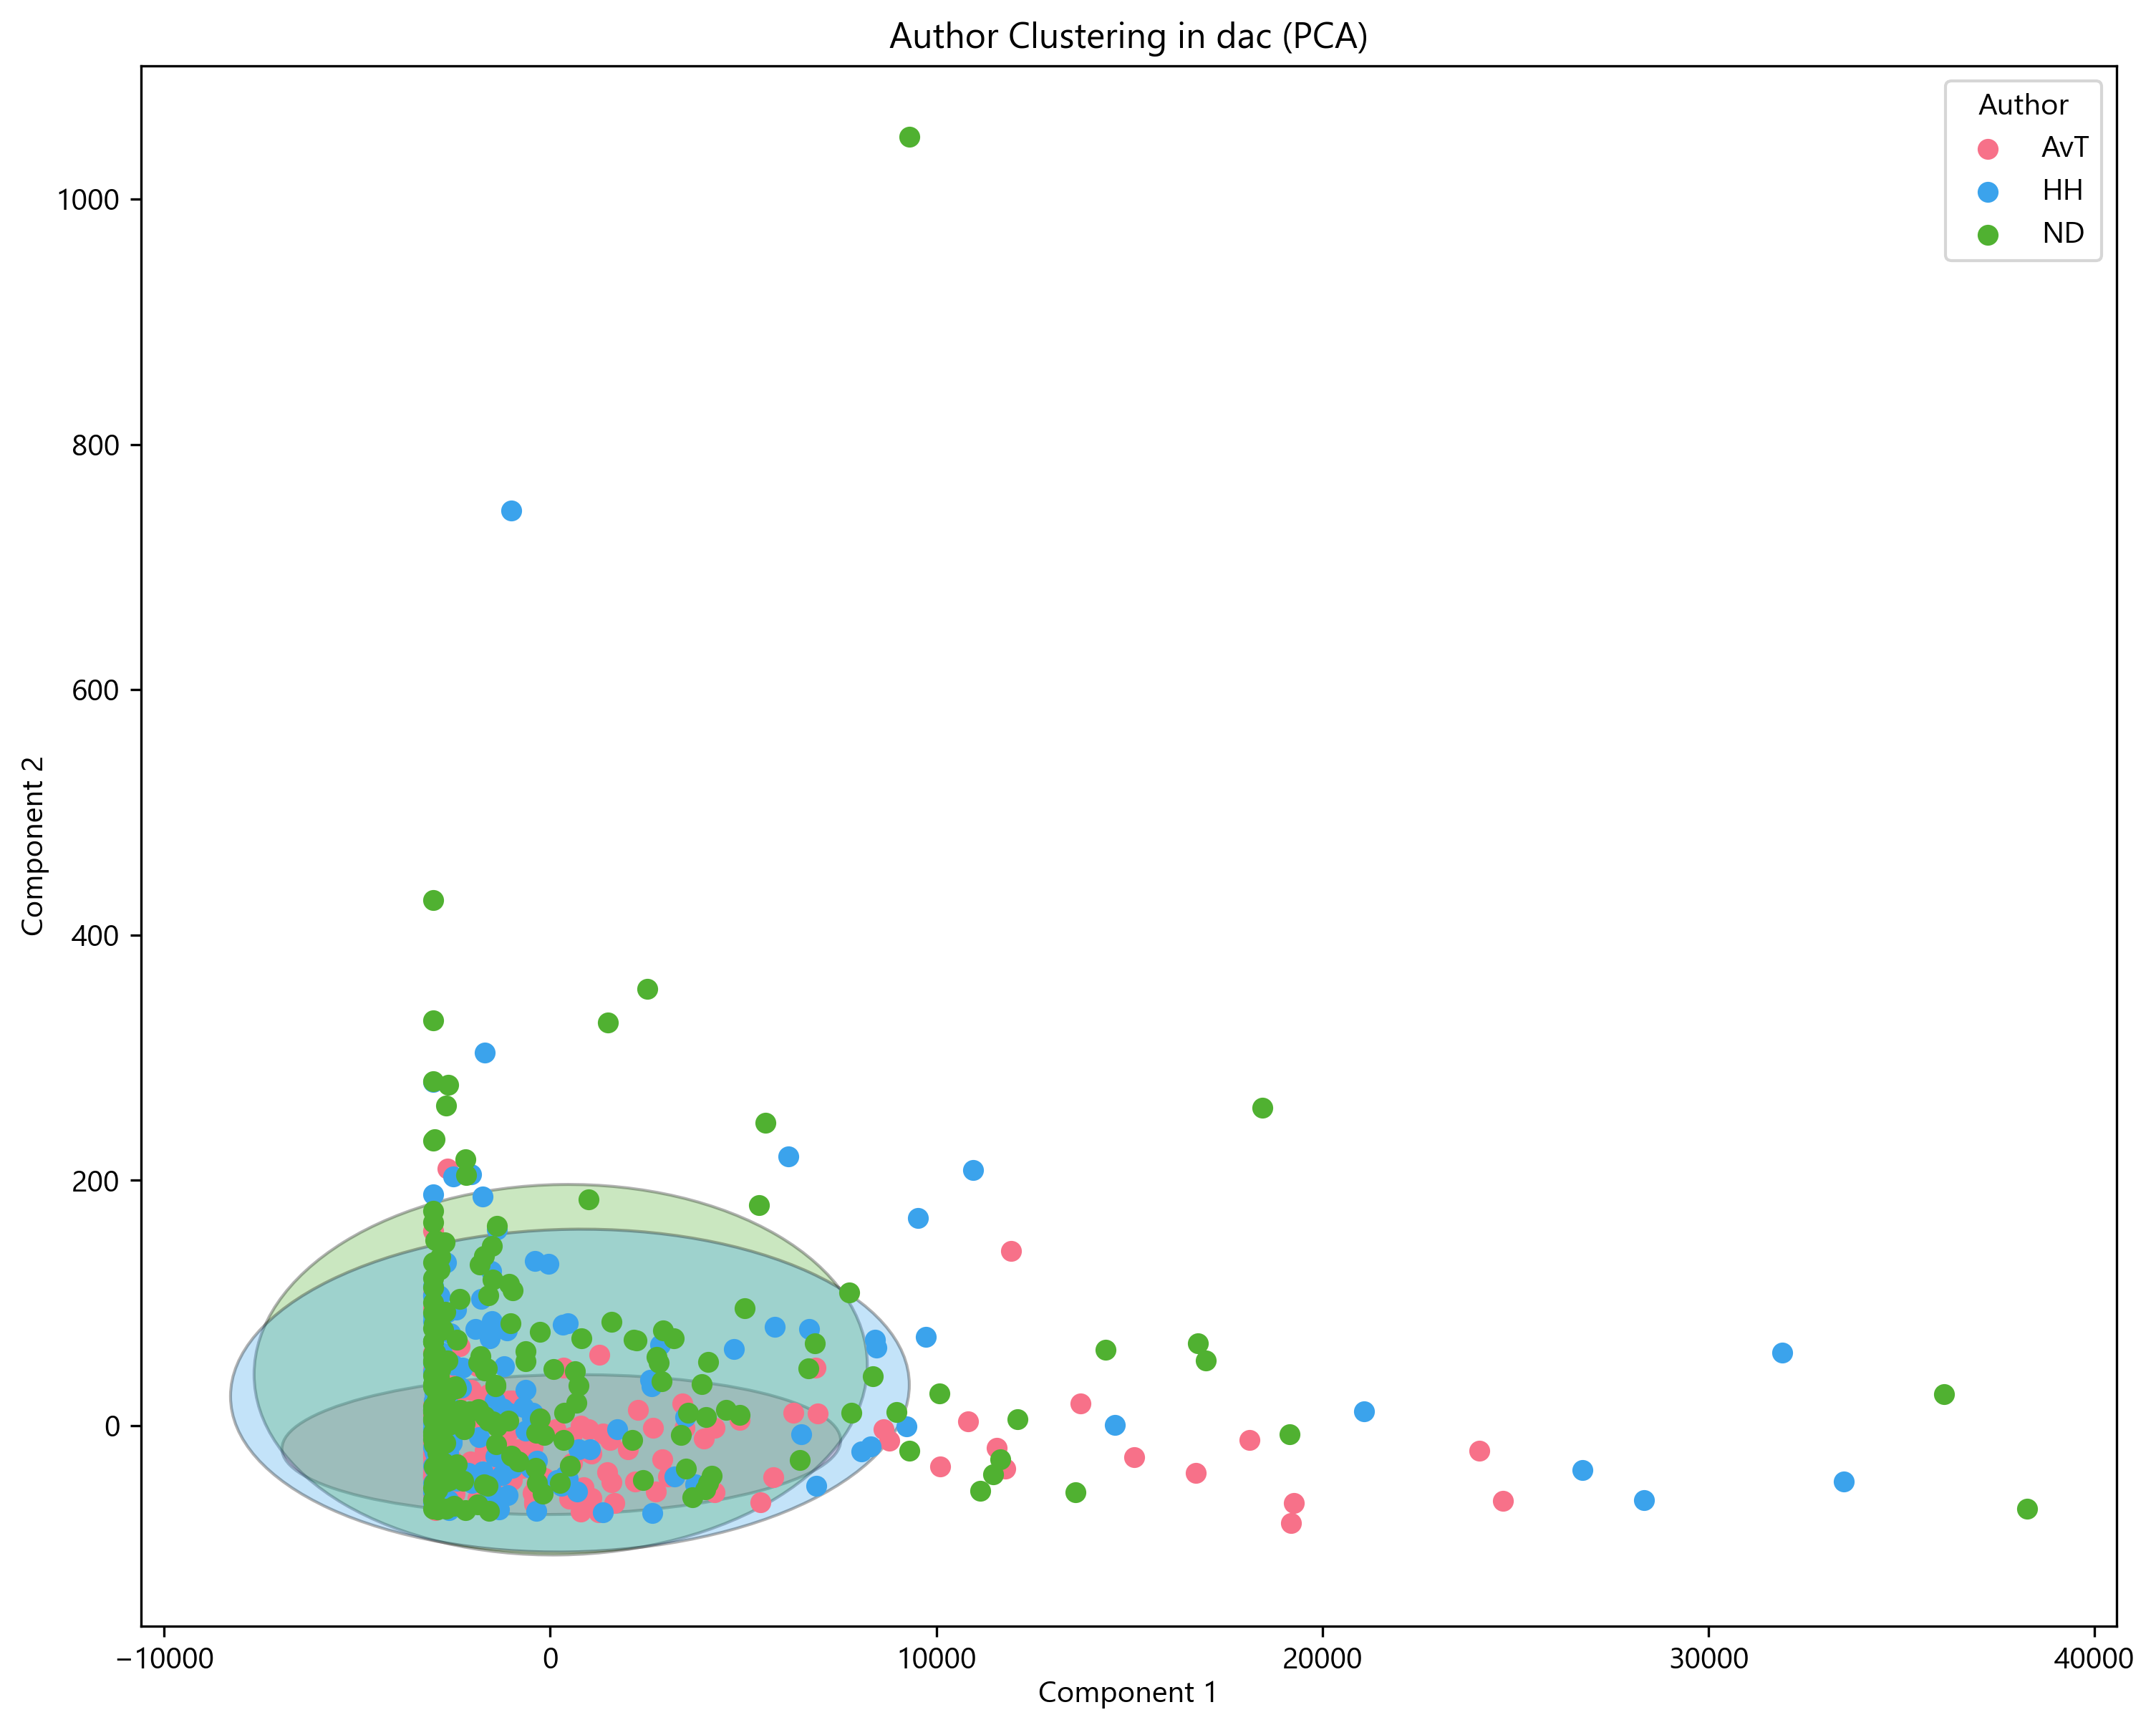 Author Clustering in dac (PCA)
Author
AvT
HH
ND
1000
800
600
400
200
0
Component 2
−10000
0
10000
20000
30000
40000
Component 1